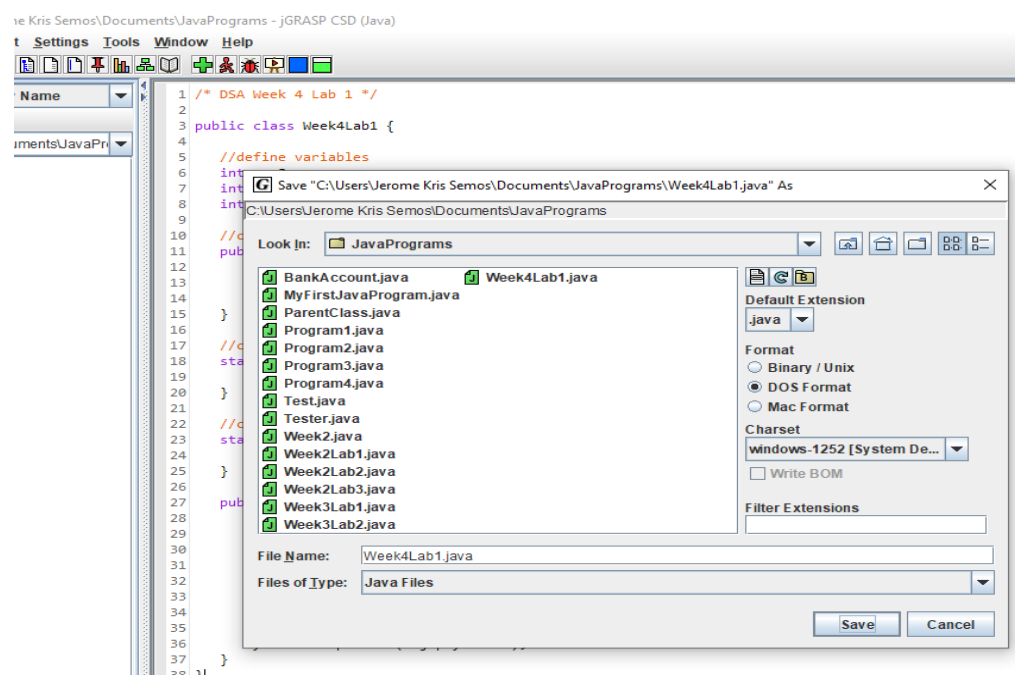 Kris Semos\Documents\JavaPrograms - jGRASP CSD (Java)
Settings Tools Window Help
Name
1 /* DSA Week 4 Lab 1 */
2
3 public class Week4Lab1 {
4
5 //define variables
6 int
7 int
8 int
9
10
11
12
13
14
15 }
16
17
18
19
20 }
21
22
23
24
25 }
26
27
28
29
30
31
32
33
34
35
36
37 }
38 }
Save "C:\Users\Jerome Kris Semos\Documents\JavaPrograms\Week4Lab1.java" As
C:\Users\Jerome Kris Semos\Documents\JavaPrograms
Look In: JavaPrograms
BankAccount.java
MyFirstJavaProgram.java
ParentClass.java
Program1.java
Program2.java
Program3.java
Program4.java
Test.java
Tester.java
Week2.java
Week2Lab1.java
Week2Lab2.java
Week2Lab3.java
Week3Lab1.java
Week3Lab2.java
Week4Lab1.java
Default Extension
.java
Format
Binary / Unix
DOS Format
Mac Format
Charset
windows-1252 [System De...
Write BOM
Filter Extensions
File Name: Week4Lab1.java
Files of Type: Java Files
Save Cancel